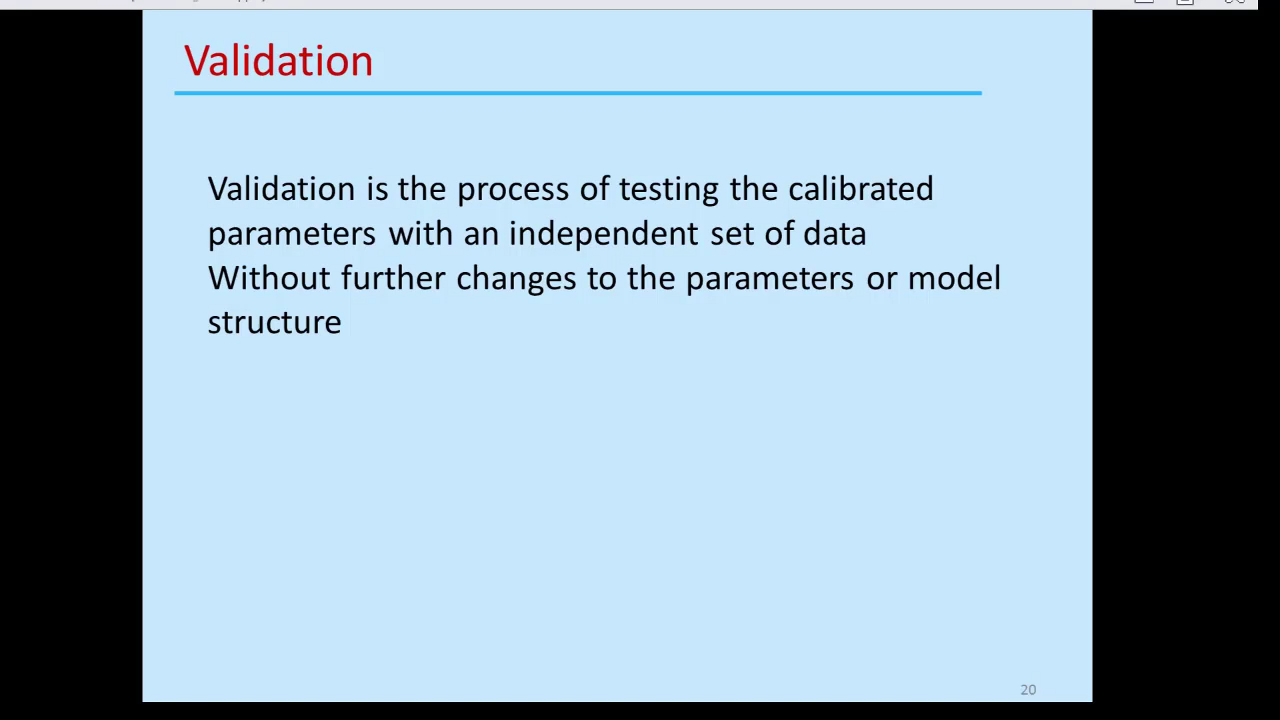 Validation
Validation is the process of testing the calibrated
parameters with an independent set of data
Without further changes to the parameters or model
structure
20